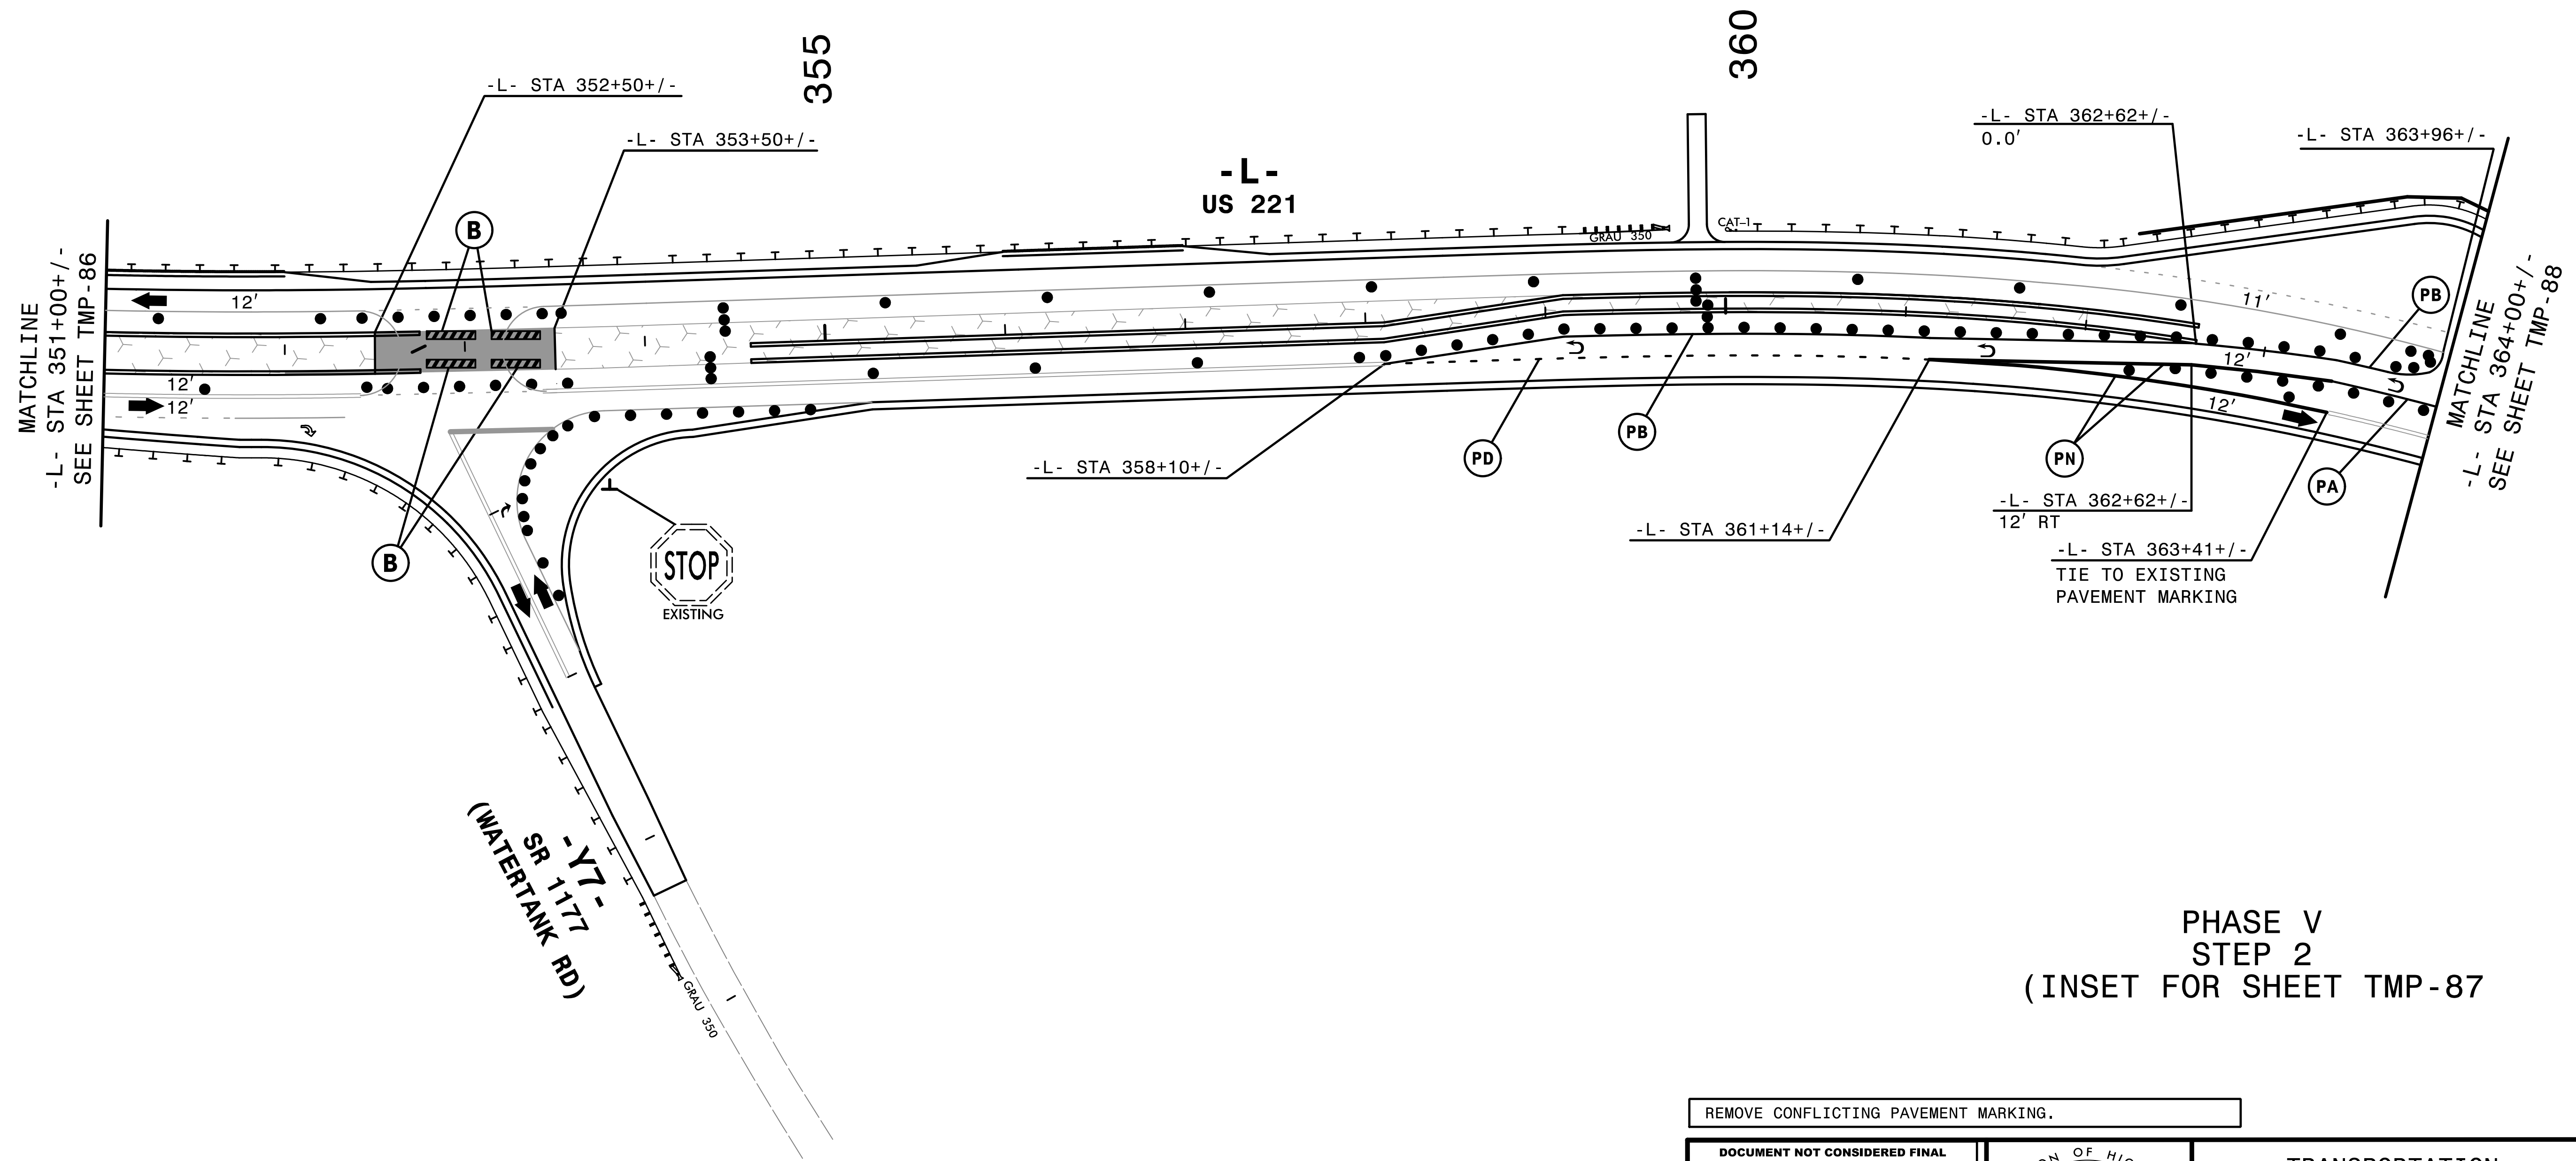 355
360
-L- STA 352+50+/-
-L- STA 353+50+/-
-L- STA 362+62+/-
0.0'
-L- STA 363+96+/-
-L-
US 221
B
GRAU 350
CAT-1
MATCHLINE
-L- STA 351+00+/-
SEE SHEET TMP-86
12'
12'
12'
11'
PB
12'
12'
MATCHLINE
-L- STA 364+00+/-
SEE SHEET TMP-88
-L- STA 358+10+/-
PD
PB
PN
PA
-L- STA 362+62+/-
12' RT
-L- STA 361+14+/-
-L- STA 363+41+/-
TIE TO EXISTING
PAVEMENT MARKING
B
STOP
EXISTING
-Y7-
SR 1177
(WATERTANK RD)
GRAU 350
PHASE V
STEP 2
(INSET FOR SHEET TMP-87
REMOVE CONFLICTING PAVEMENT MARKING.
DOCUMENT NOT CONSIDERED FINAL